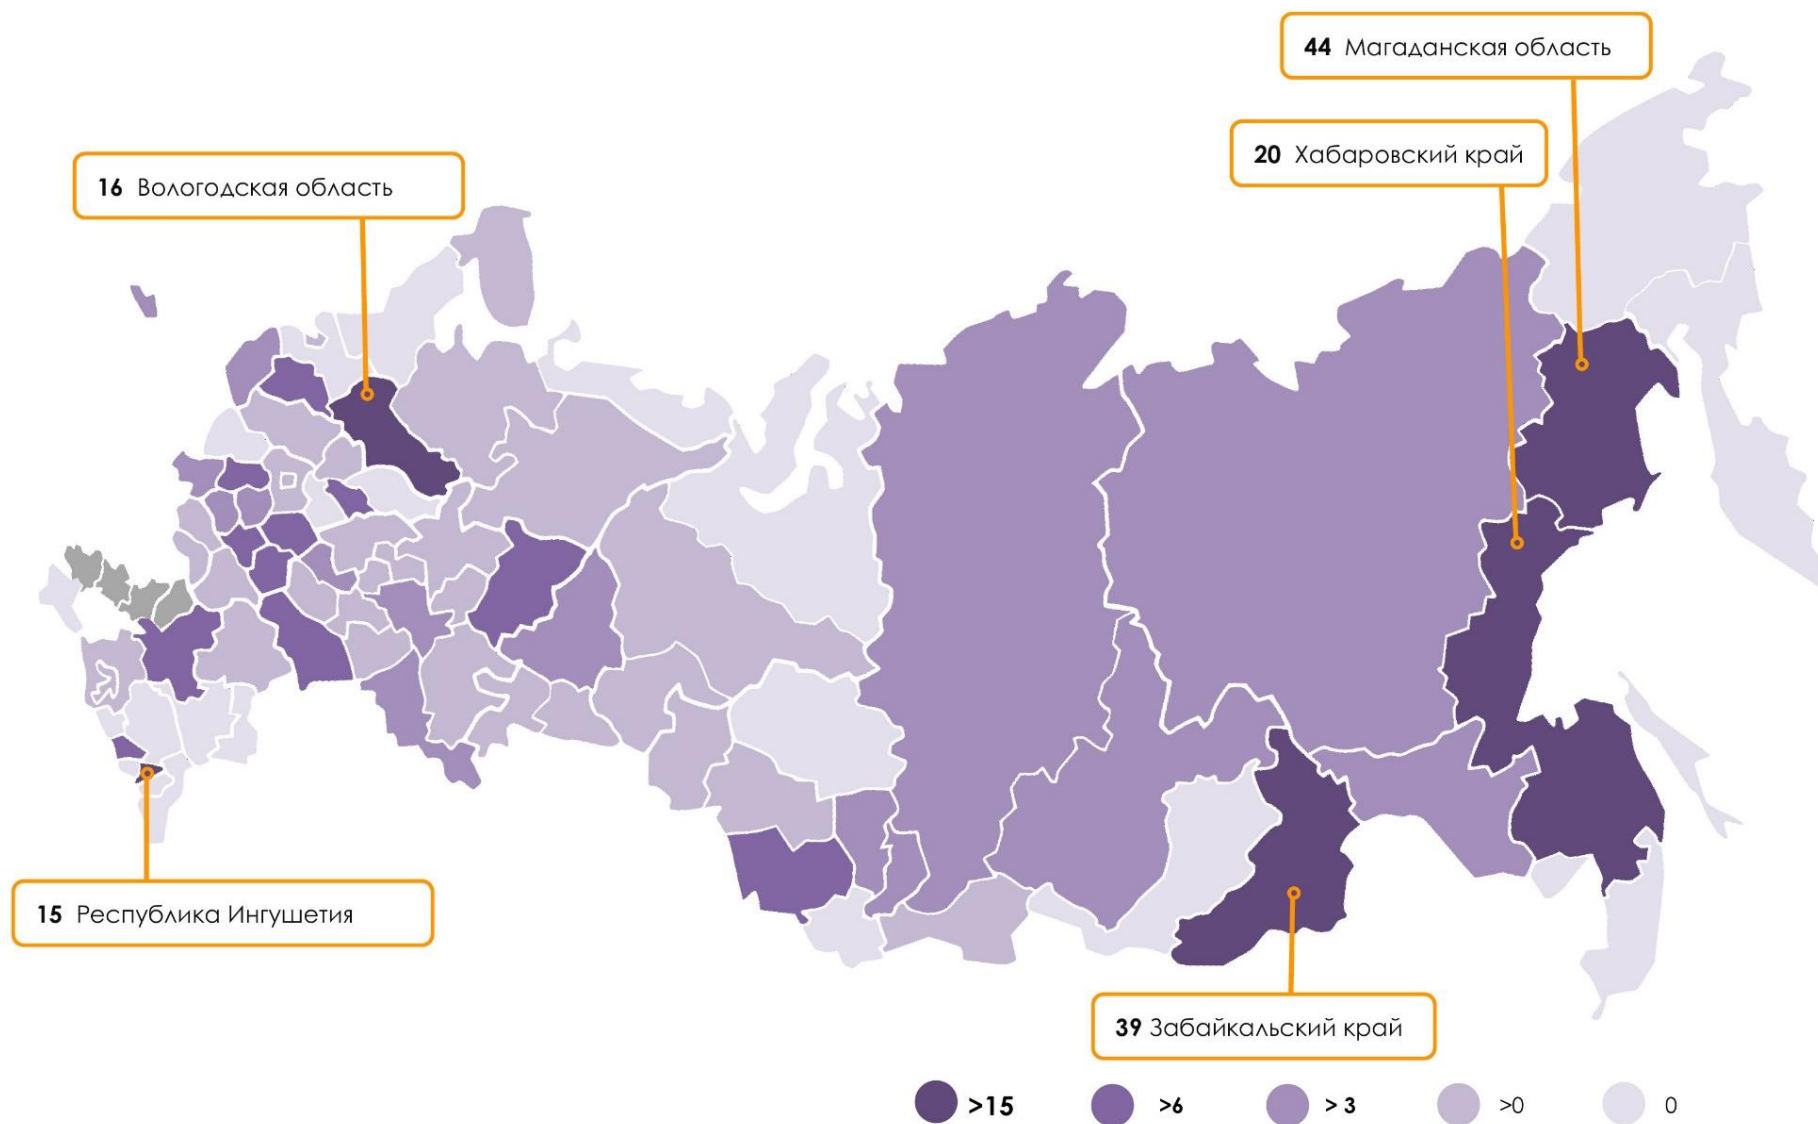 44 Магаданская область
20 Хабаровский край
16 Вологодская область
15 Республика Ингушетия
39 Забайкальский край
>15 >6 > 3 >0 0